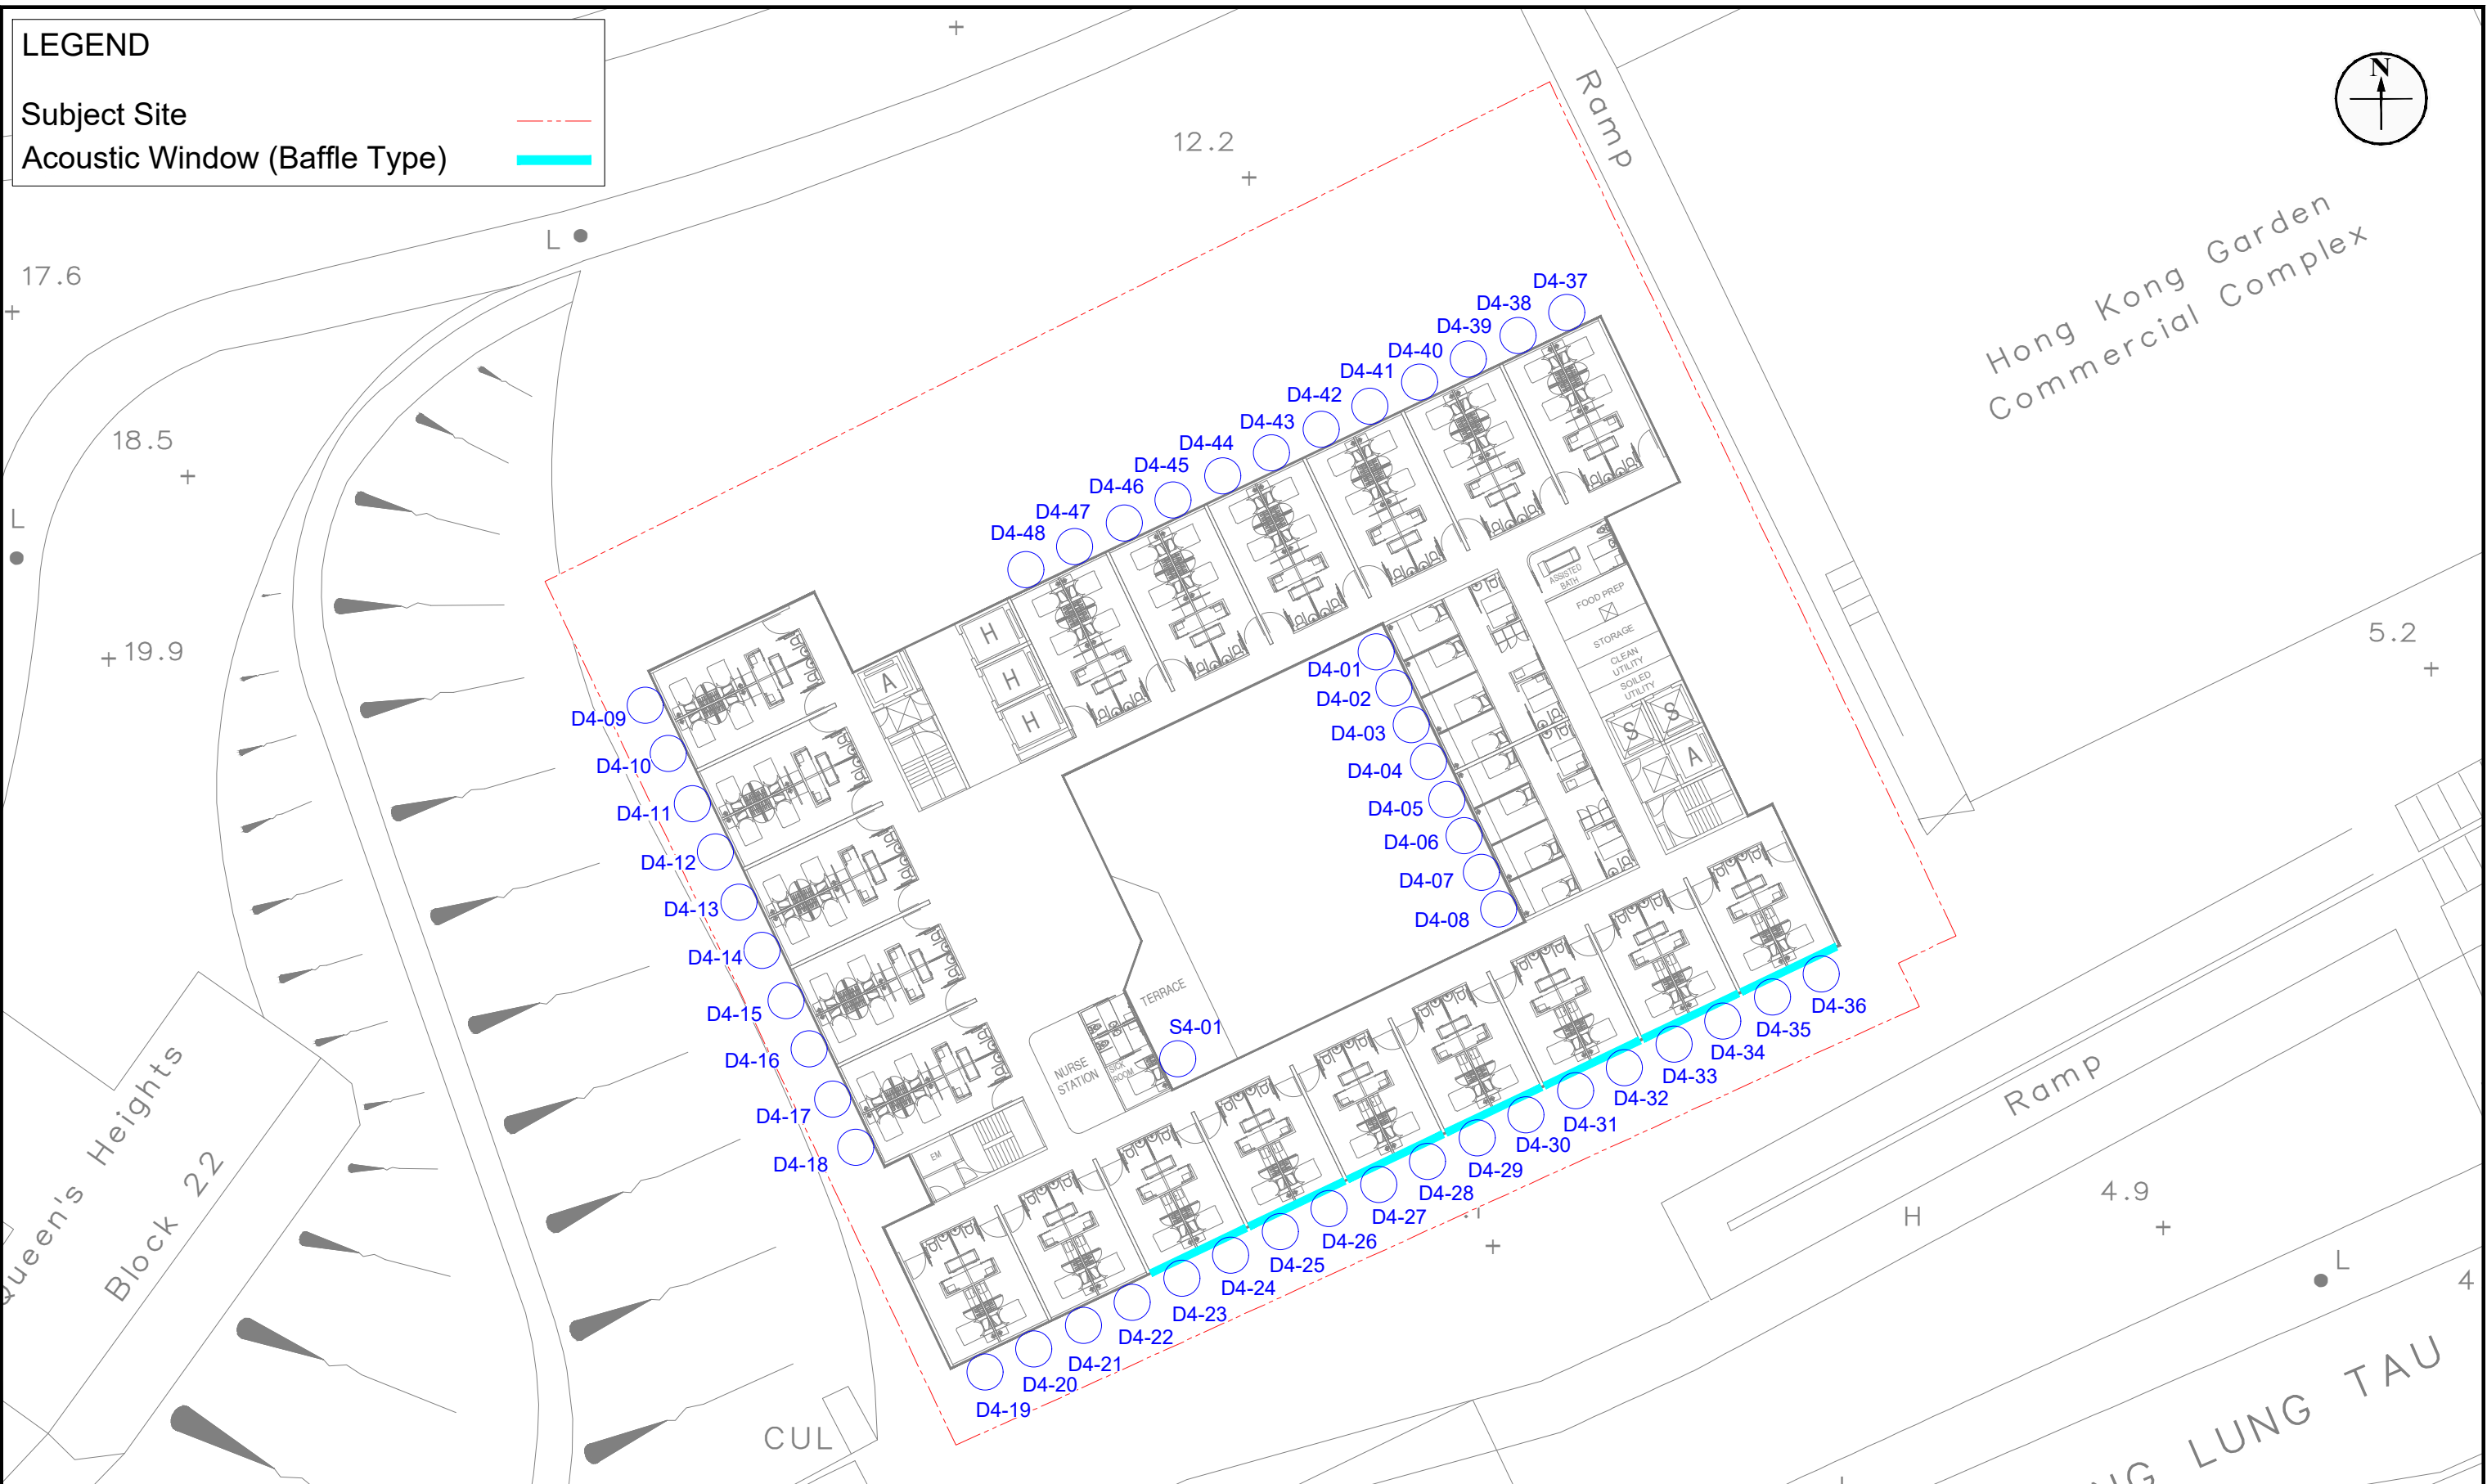 LEGEND
Subject Site
Acoustic Window (Baffle Type)
N
Ramp
12.2
Hong Kong Garden
Commercial Complex
L
17.6
18.5
L
19.9
5.2
D4-37
D4-38
D4-39
D4-40
D4-41
D4-42
D4-43
D4-44
D4-45
D4-46
D4-47
D4-48
H
H
H
A
ASSISTED
BATH
FOOD PREP
STORAGE
CLEAN
UTILITY
SOILED
UTILITY
S
S
A
D4-01
D4-02
D4-03
D4-04
D4-05
D4-06
D4-07
D4-08
D4-09
D4-10
D4-11
D4-12
D4-13
D4-14
D4-15
D4-16
D4-17
D4-18
TERRACE
S4-01
NURSE
STATION
SICK
ROOM
EM
D4-36
D4-35
D4-34
D4-33
D4-32
D4-31
D4-30
D4-29
D4-28
D4-27
D4-26
D4-25
D4-24
D4-23
D4-22
D4-21
D4-20
D4-19
Queen's Heights
Block 22
CUL
Ramp
H
4.9
L
4
LUNG TAU